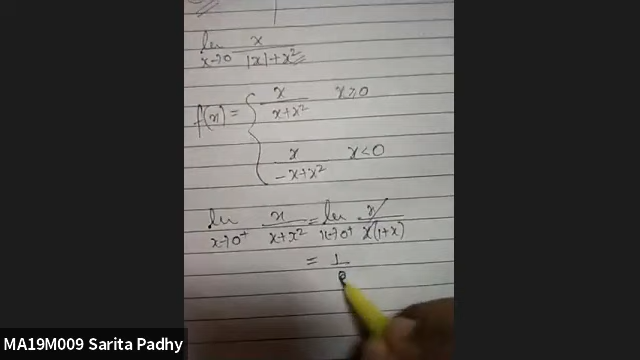 lim x→0 x/(|x|+x²)
f(x) = { x/(x+x²) x≥0
x/(-x+x²) x<0
lim x→0⁺ x/(x+x²) = lim x→0⁺ x/(x(1+x))
= 1/
MA19M009 Sarita Padhy